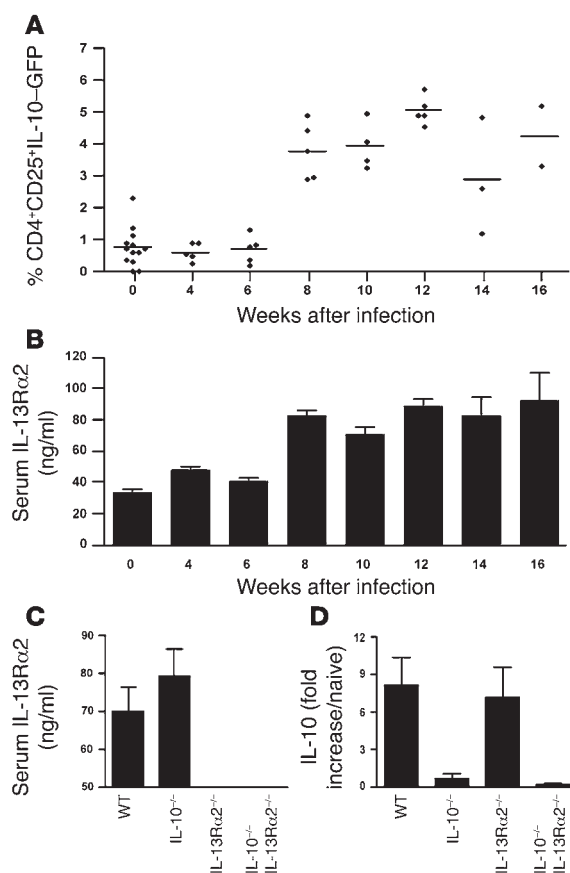 A
% CD4⁺CD25⁺IL-10–GFP
7
6
5
4
3
2
1
0
0 4 6 8 10 12 14 16
Weeks after infection
B
Serum IL-13Rα2
(ng/ml)
120
100
80
60
40
20
0
0 4 6 8 10 12 14 16
Weeks after infection
C
Serum IL-13Rα2
(ng/ml)
90
80
70
60
50
WT
IL-10⁻/⁻
IL-13Rα2⁻/⁻
IL-10⁻/⁻
IL-13Rα2⁻/⁻
D
IL-10 (fold
increase/naive)
12
9
6
3
0
WT
IL-10⁻/⁻
IL-13Rα2⁻/⁻
IL-10⁻/⁻
IL-13Rα2⁻/⁻